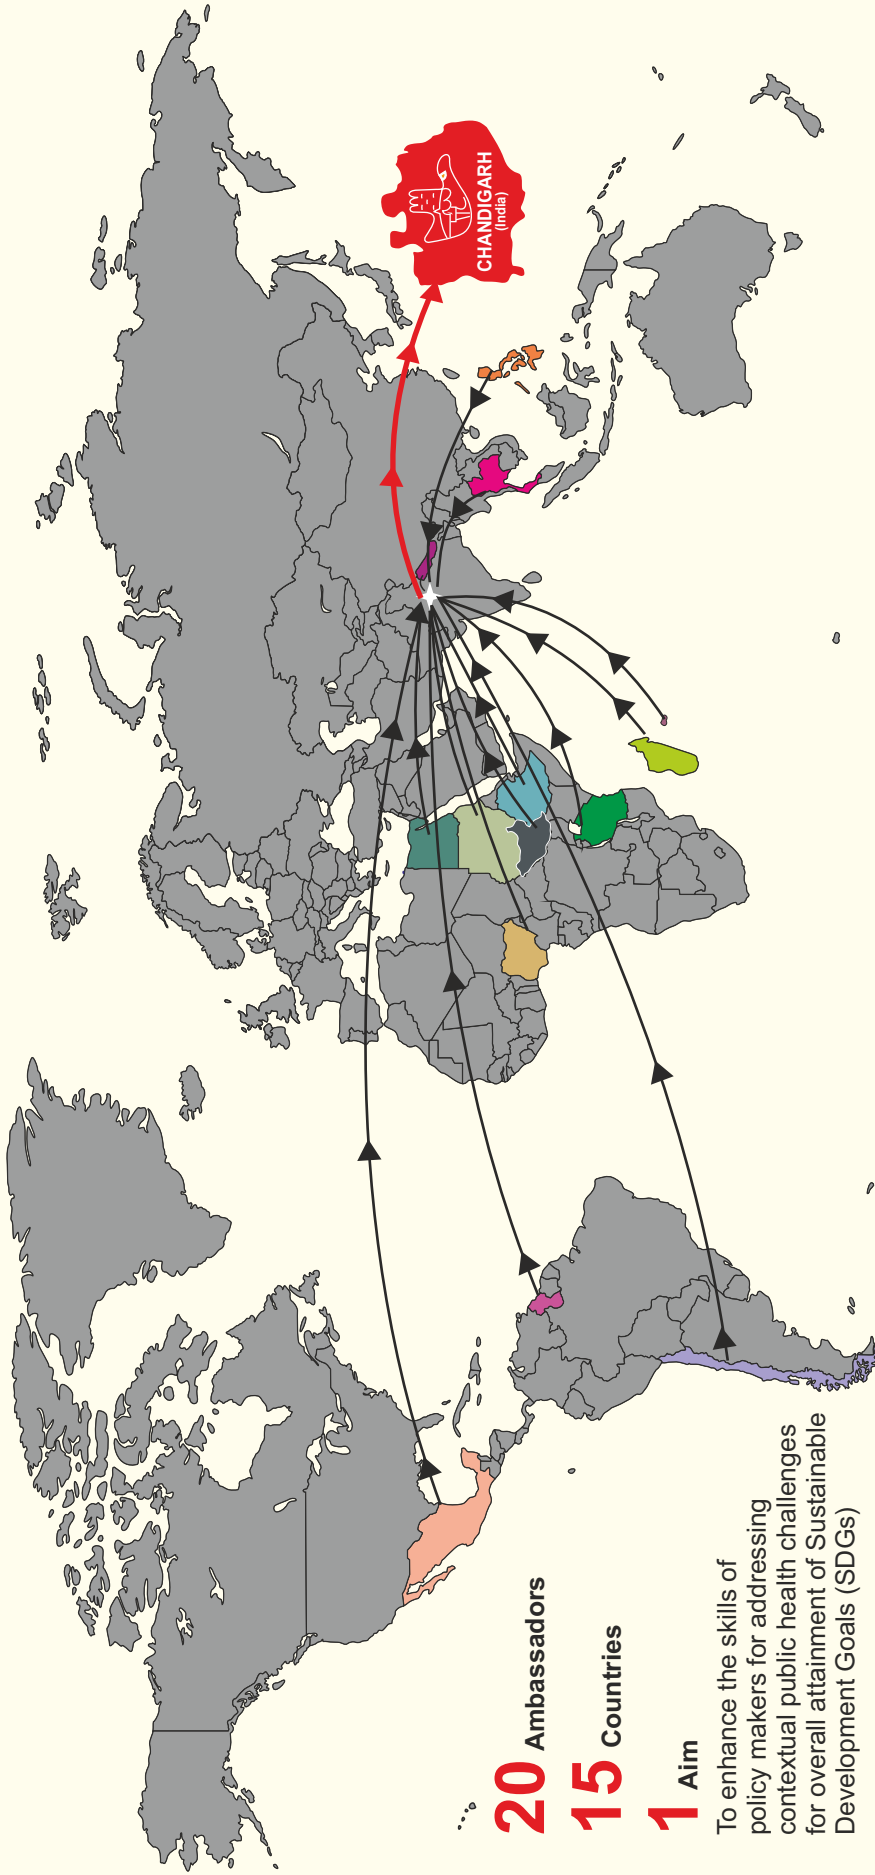 CHANDIGARH
(India)
20 Ambassadors
15 Countries
1 Aim
To enhance the skills of
policy makers for addressing
contextual public health challenges
for overall attainment of Sustainable
Development Goals (SDGs)